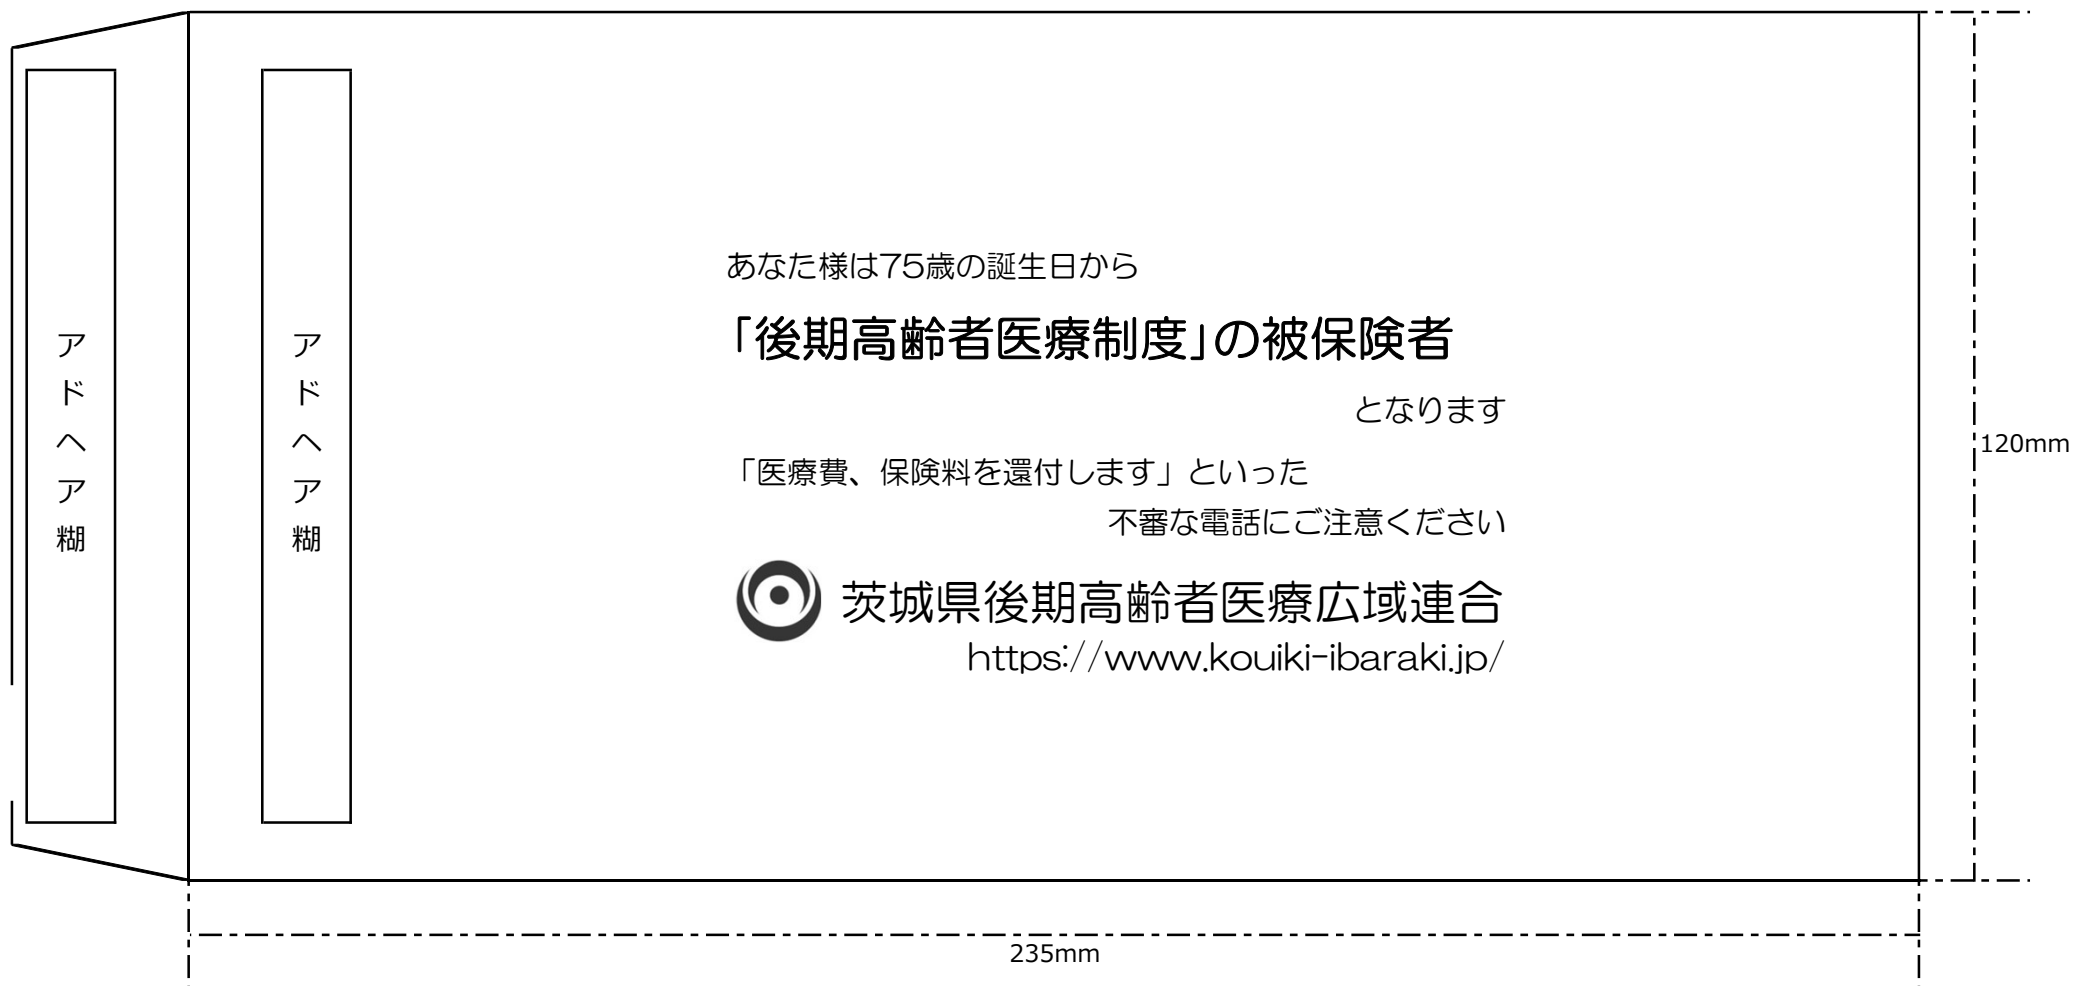 アドヘア糊
アドヘア糊
あなた様は75歳の誕生日から
「後期高齢者医療制度」の被保険者
となります
「医療費、保険料を還付します」といった
不審な電話にご注意ください
茨城県後期高齢者医療広域連合
https://www.kouiki-ibaraki.jp/
120mm
235mm